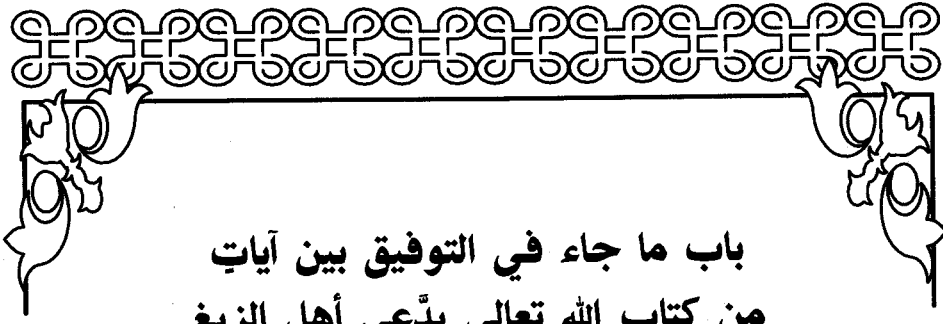 باب ما جاء في التوفيق بين آياتٍ
من كتاب الله تعالى يدَّعي أهل الزيغ